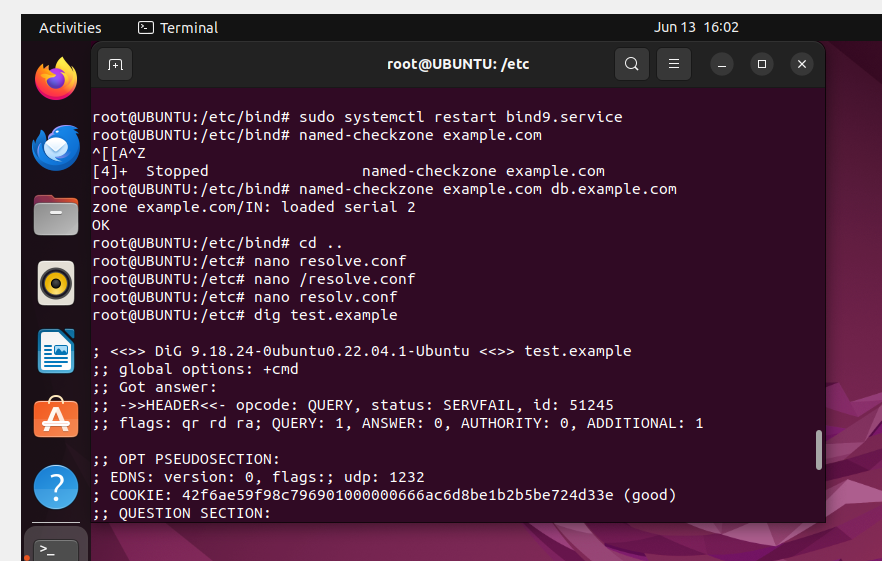 Activities
Terminal
Jun 13 16:02
root@UBUNTU: /etc
root@UBUNTU:/etc/bind# sudo systemctl restart bind9.service
root@UBUNTU:/etc/bind# named-checkzone example.com
^[[A^Z
[4]+  Stopped                 named-checkzone example.com
root@UBUNTU:/etc/bind# named-checkzone example.com db.example.com
zone example.com/IN: loaded serial 2
OK
root@UBUNTU:/etc/bind# cd ..
root@UBUNTU:/etc# nano resolve.conf
root@UBUNTU:/etc# nano /resolve.conf
root@UBUNTU:/etc# nano resolv.conf
root@UBUNTU:/etc# dig test.example
; <<>> DiG 9.18.24-0ubuntu0.22.04.1-Ubuntu <<>> test.example
;; global options: +cmd
;; Got answer:
;; ->>HEADER<<- opcode: QUERY, status: SERVFAIL, id: 51245
;; flags: qr rd ra; QUERY: 1, ANSWER: 0, AUTHORITY: 0, ADDITIONAL: 1
;; OPT PSEUDOSECTION:
; EDNS: version: 0, flags:; udp: 1232
; COOKIE: 42f6ae59f98c796901000000666ac6d8be1b2b5be724d33e (good)
;; QUESTION SECTION: